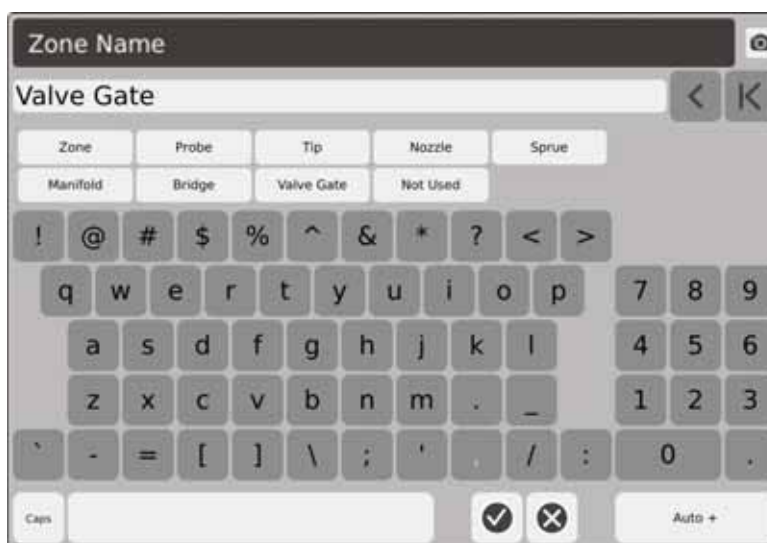 Zone Name
Valve Gate
Zone Probe Tip Nozzle Sprue
Manifold Bridge Valve Gate Not Used
! @ # $ % ^ & * ? < >
q w e r t y u i o p 7 8 9
a s d f g h j k l 4 5 6
z x c v b n m . _ 1 2 3
` - = [ ] \ ; ' . / : 0 .
Caps Auto +